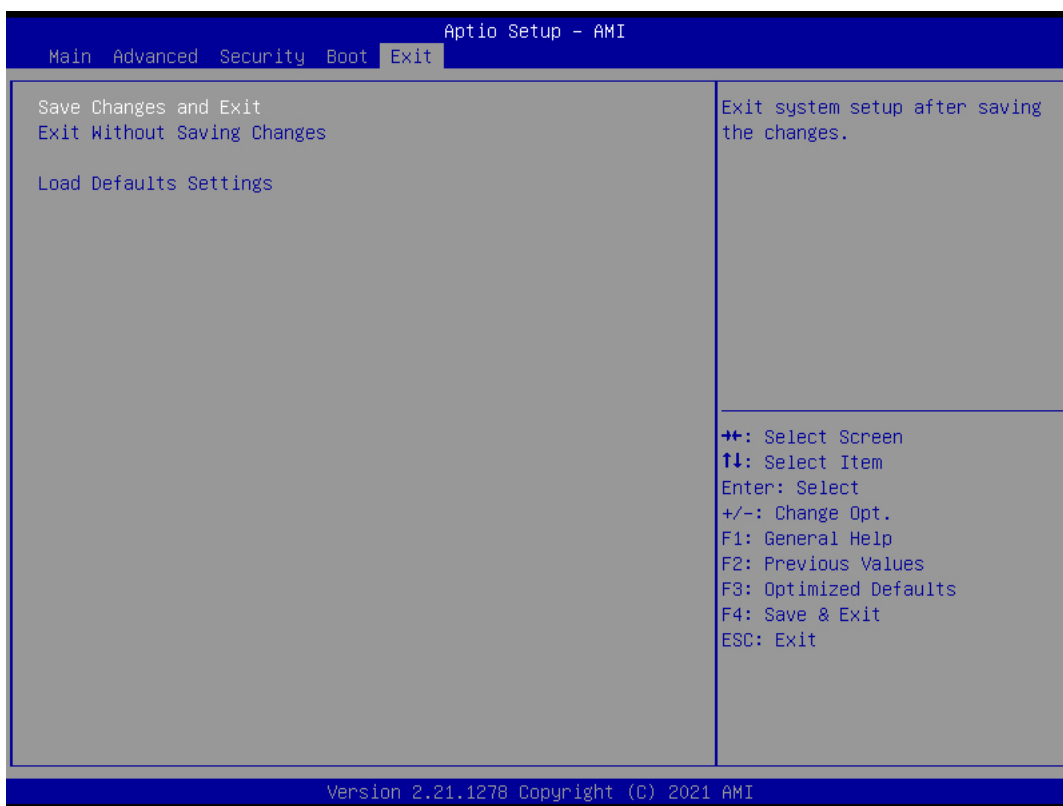 Aptio Setup – AMI
Main Advanced Security Boot Exit
Save Changes and Exit
Exit Without Saving Changes
Load Defaults Settings
Exit system setup after saving
the changes.
→←: Select Screen
↑↓: Select Item
Enter: Select
+/-: Change Opt.
F1: General Help
F2: Previous Values
F3: Optimized Defaults
F4: Save & Exit
ESC: Exit
Version 2.21.1278 Copyright (C) 2021 AMI